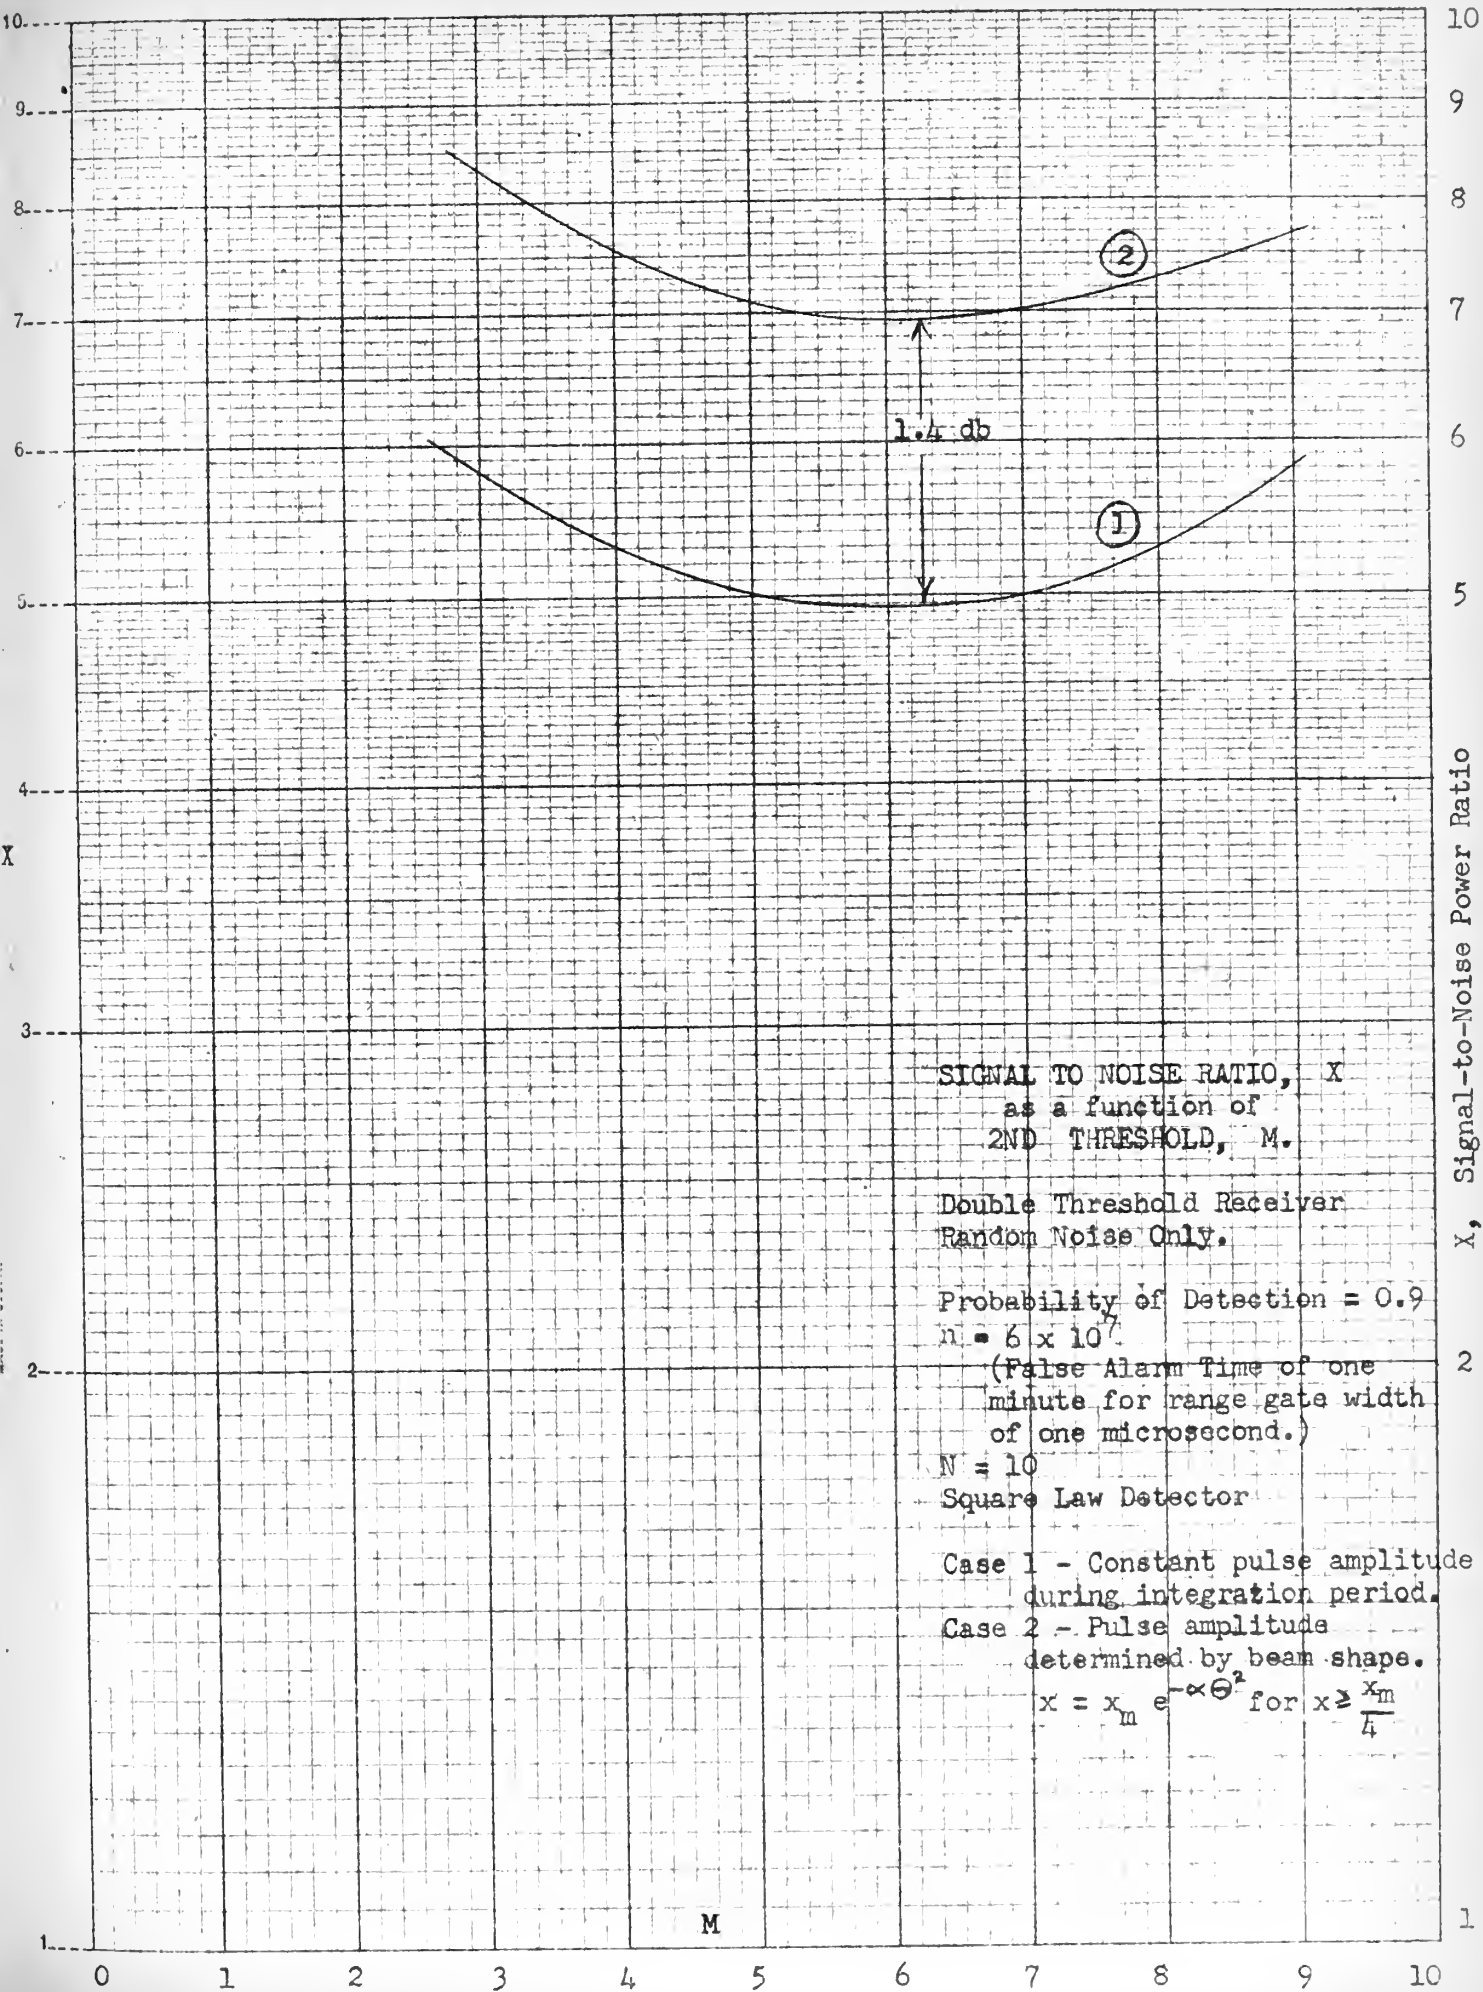 10
10
9
9
8
8
②
7
7
1.4 db
6
6
①
5
5
4
X
3
X, Signal-to-Noise Power Ratio
SIGNAL TO NOISE RATIO, X
as a function of
2ND THRESHOLD, M.
Double Threshold Receiver
Random Noise Only.
Probability of Detection = 0.9
n = 6 x 10⁷
2
2
(False Alarm Time of one
minute for range gate width
of one microsecond.)
N = 10
Square Law Detector
Case 1 - Constant pulse amplitude
during integration period.
Case 2 - Pulse amplitude
determined by beam shape.
x = x_m e^{-∝Θ²} for x ≥ x_m/4
M
1
1
0 1 2 3 4 5 6 7 8 9 10